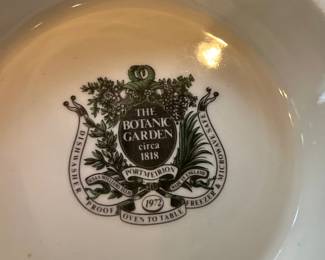 THE
BOTANIC
GARDEN
circa
1818
PORTMEIRION
1972
DISHWASHER PROOF OVEN TO TABLE FREEZER & MICROWAVE SAFE